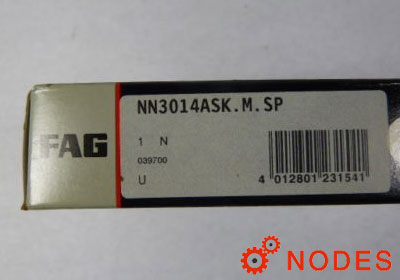 FAG
NN3014ASK.M.SP
1 N
039700
U
4 012801 231541
NODES